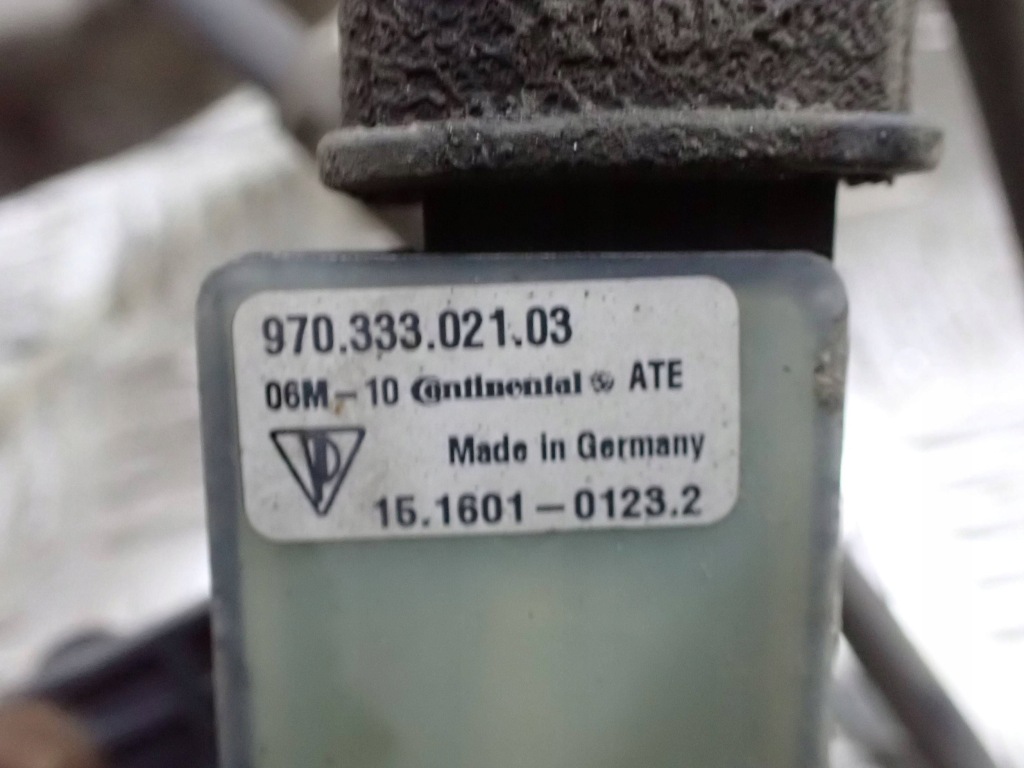 970.333.021.03
06M-10 Continental ATE
Made in Germany
15.1601-0123.2